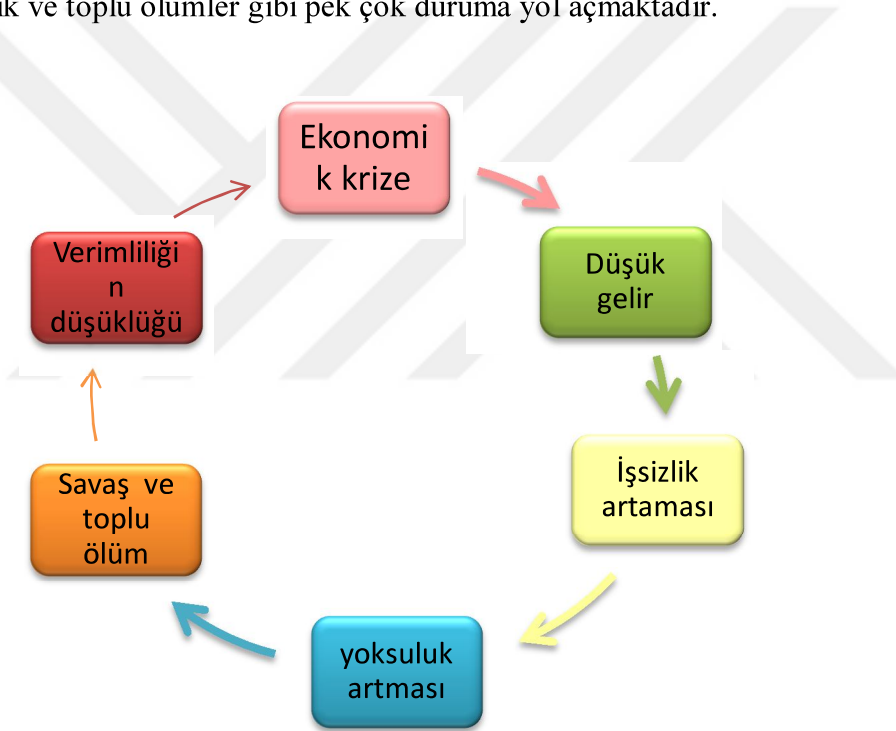 ve toplu ölümler gibi pek çok duruma yol açmaktadır.
Ekonomi
k krize
Düşük
gelir
İşsizlik
artaması
yoksuluk
artması
Savaş ve
toplu
ölüm
Verimliliği
n
düşüklüğü